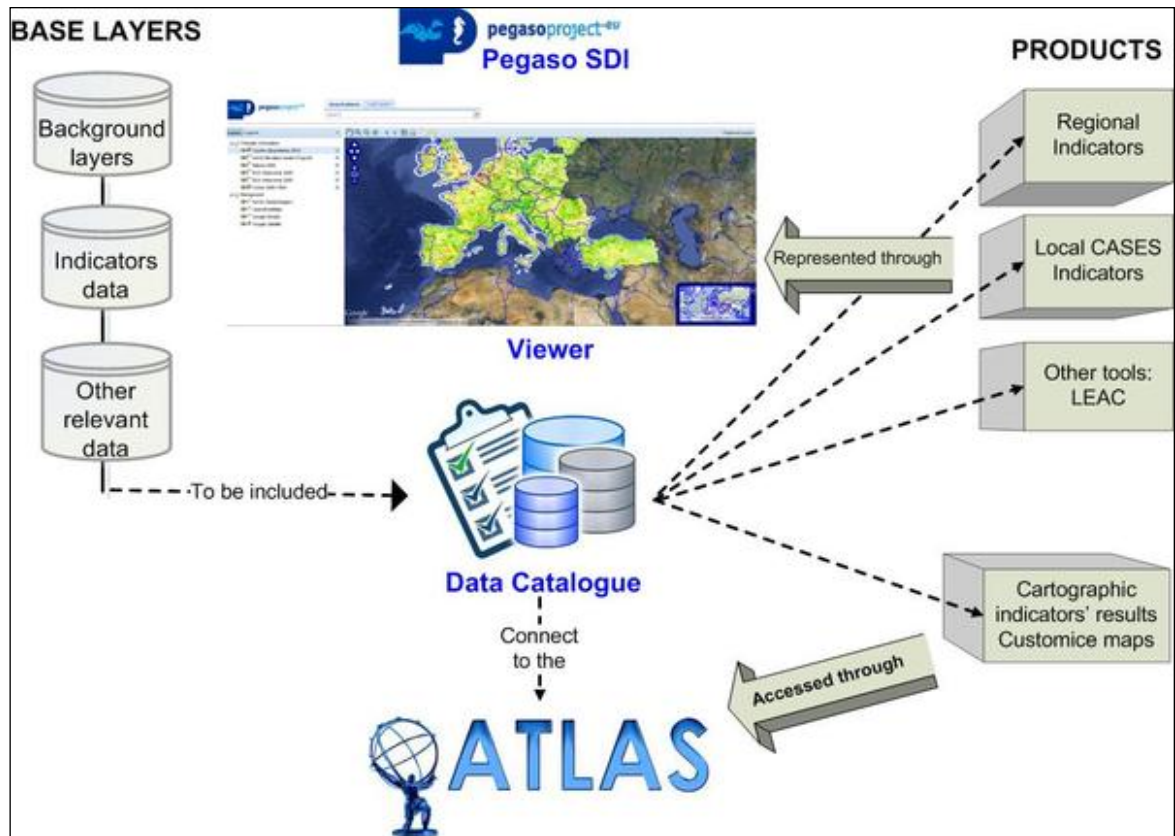 BASE LAYERS
pegasoproject.eu
Pegaso SDI
PRODUCTS
Background
layers
Indicators
data
Other
relevant
data
To be included
pegasoproject
Viewer
Google
Represented through
Regional
Indicators
Local CASES
Indicators
Other tools:
LEAC
Cartographic
indicators' results
Customice maps
Data Catalogue
Connect
to the
Accessed through
ATLAS